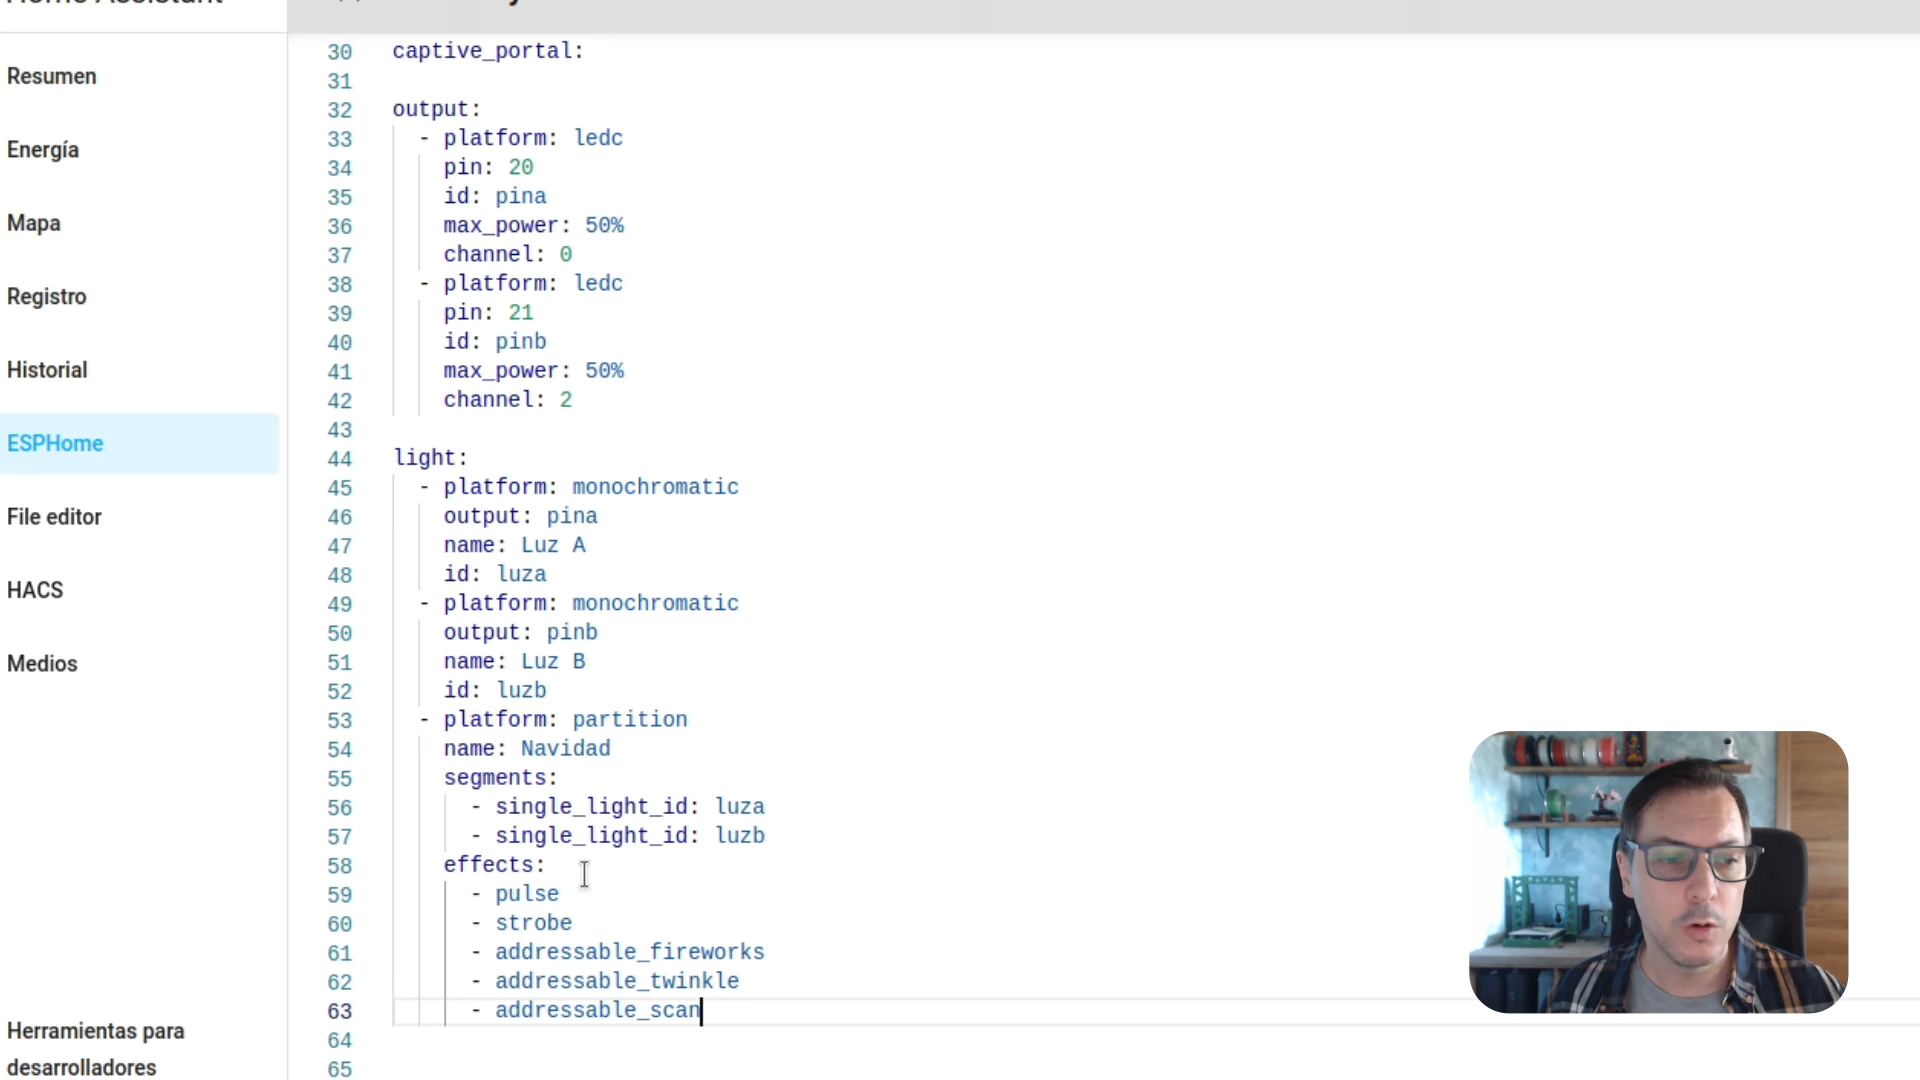 Home Assistant
Resumen
Energía
Mapa
Registro
Historial
ESPHome
File editor
HACS
Medios
Herramientas para
desarrolladores
30 captive_portal:
31
32 output:
33 - platform: ledc
34 pin: 20
35 id: pina
36 max_power: 50%
37 channel: 0
38 - platform: ledc
39 pin: 21
40 id: pinb
41 max_power: 50%
42 channel: 2
43
44 light:
45 - platform: monochromatic
46 output: pina
47 name: Luz A
48 id: luza
49 - platform: monochromatic
50 output: pinb
51 name: Luz B
52 id: luzb
53 - platform: partition
54 name: Navidad
55 segments:
56 - single_light_id: luza
57 - single_light_id: luzb
58 effects:
59 - pulse
60 - strobe
61 - addressable_fireworks
62 - addressable_twinkle
63 - addressable_scan
64
65